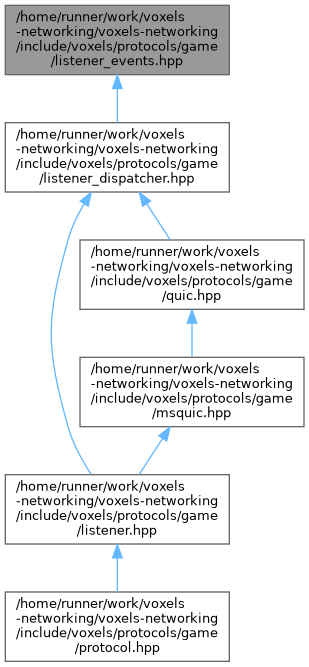 /home/runner/work/voxels
-networking/voxels-networking
/include/voxels/protocols/game
/listener_events.hpp
/home/runner/work/voxels
-networking/voxels-networking
/include/voxels/protocols/game
/listener_dispatcher.hpp
/home/runner/work/voxels
-networking/voxels-networking
/include/voxels/protocols/game
/quic.hpp
/home/runner/work/voxels
-networking/voxels-networking
/include/voxels/protocols/game
/msquic.hpp
/home/runner/work/voxels
-networking/voxels-networking
/include/voxels/protocols/game
/listener.hpp
/home/runner/work/voxels
-networking/voxels-networking
/include/voxels/protocols/game
/protocol.hpp